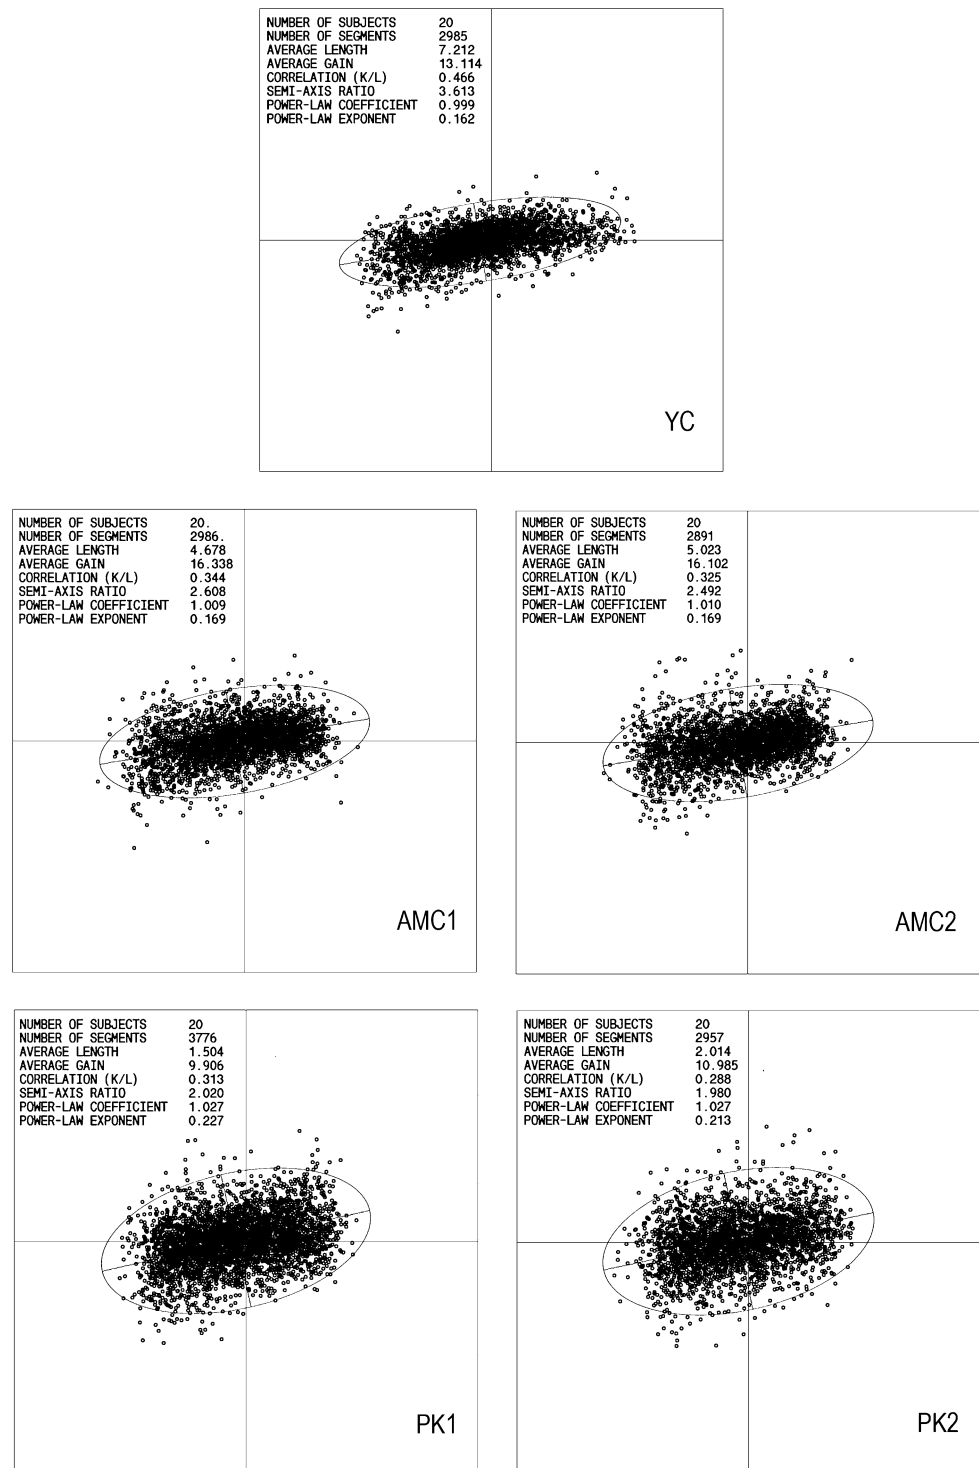 NUMBER OF SUBJECTS 20
NUMBER OF SEGMENTS 2985
AVERAGE LENGTH 7.212
AVERAGE GAIN 13.114
CORRELATION (K/L) 0.466
SEMI-AXIS RATIO 3.613
POWER-LAW COEFFICIENT 0.999
POWER-LAW EXPONENT 0.162
YC
NUMBER OF SUBJECTS 20.
NUMBER OF SEGMENTS 2986.
AVERAGE LENGTH 4.678
AVERAGE GAIN 16.338
CORRELATION (K/L) 0.344
SEMI-AXIS RATIO 2.608
POWER-LAW COEFFICIENT 1.009
POWER-LAW EXPONENT 0.169
AMC1
NUMBER OF SUBJECTS 20
NUMBER OF SEGMENTS 2891
AVERAGE LENGTH 5.023
AVERAGE GAIN 16.102
CORRELATION (K/L) 0.325
SEMI-AXIS RATIO 2.492
POWER-LAW COEFFICIENT 1.010
POWER-LAW EXPONENT 0.169
AMC2
NUMBER OF SUBJECTS 20
NUMBER OF SEGMENTS 3776
AVERAGE LENGTH 1.504
AVERAGE GAIN 9.906
CORRELATION (K/L) 0.313
SEMI-AXIS RATIO 2.020
POWER-LAW COEFFICIENT 1.027
POWER-LAW EXPONENT 0.227
PK1
NUMBER OF SUBJECTS 20
NUMBER OF SEGMENTS 2957
AVERAGE LENGTH 2.014
AVERAGE GAIN 10.985
CORRELATION (K/L) 0.288
SEMI-AXIS RATIO 1.980
POWER-LAW COEFFICIENT 1.027
POWER-LAW EXPONENT 0.213
PK2